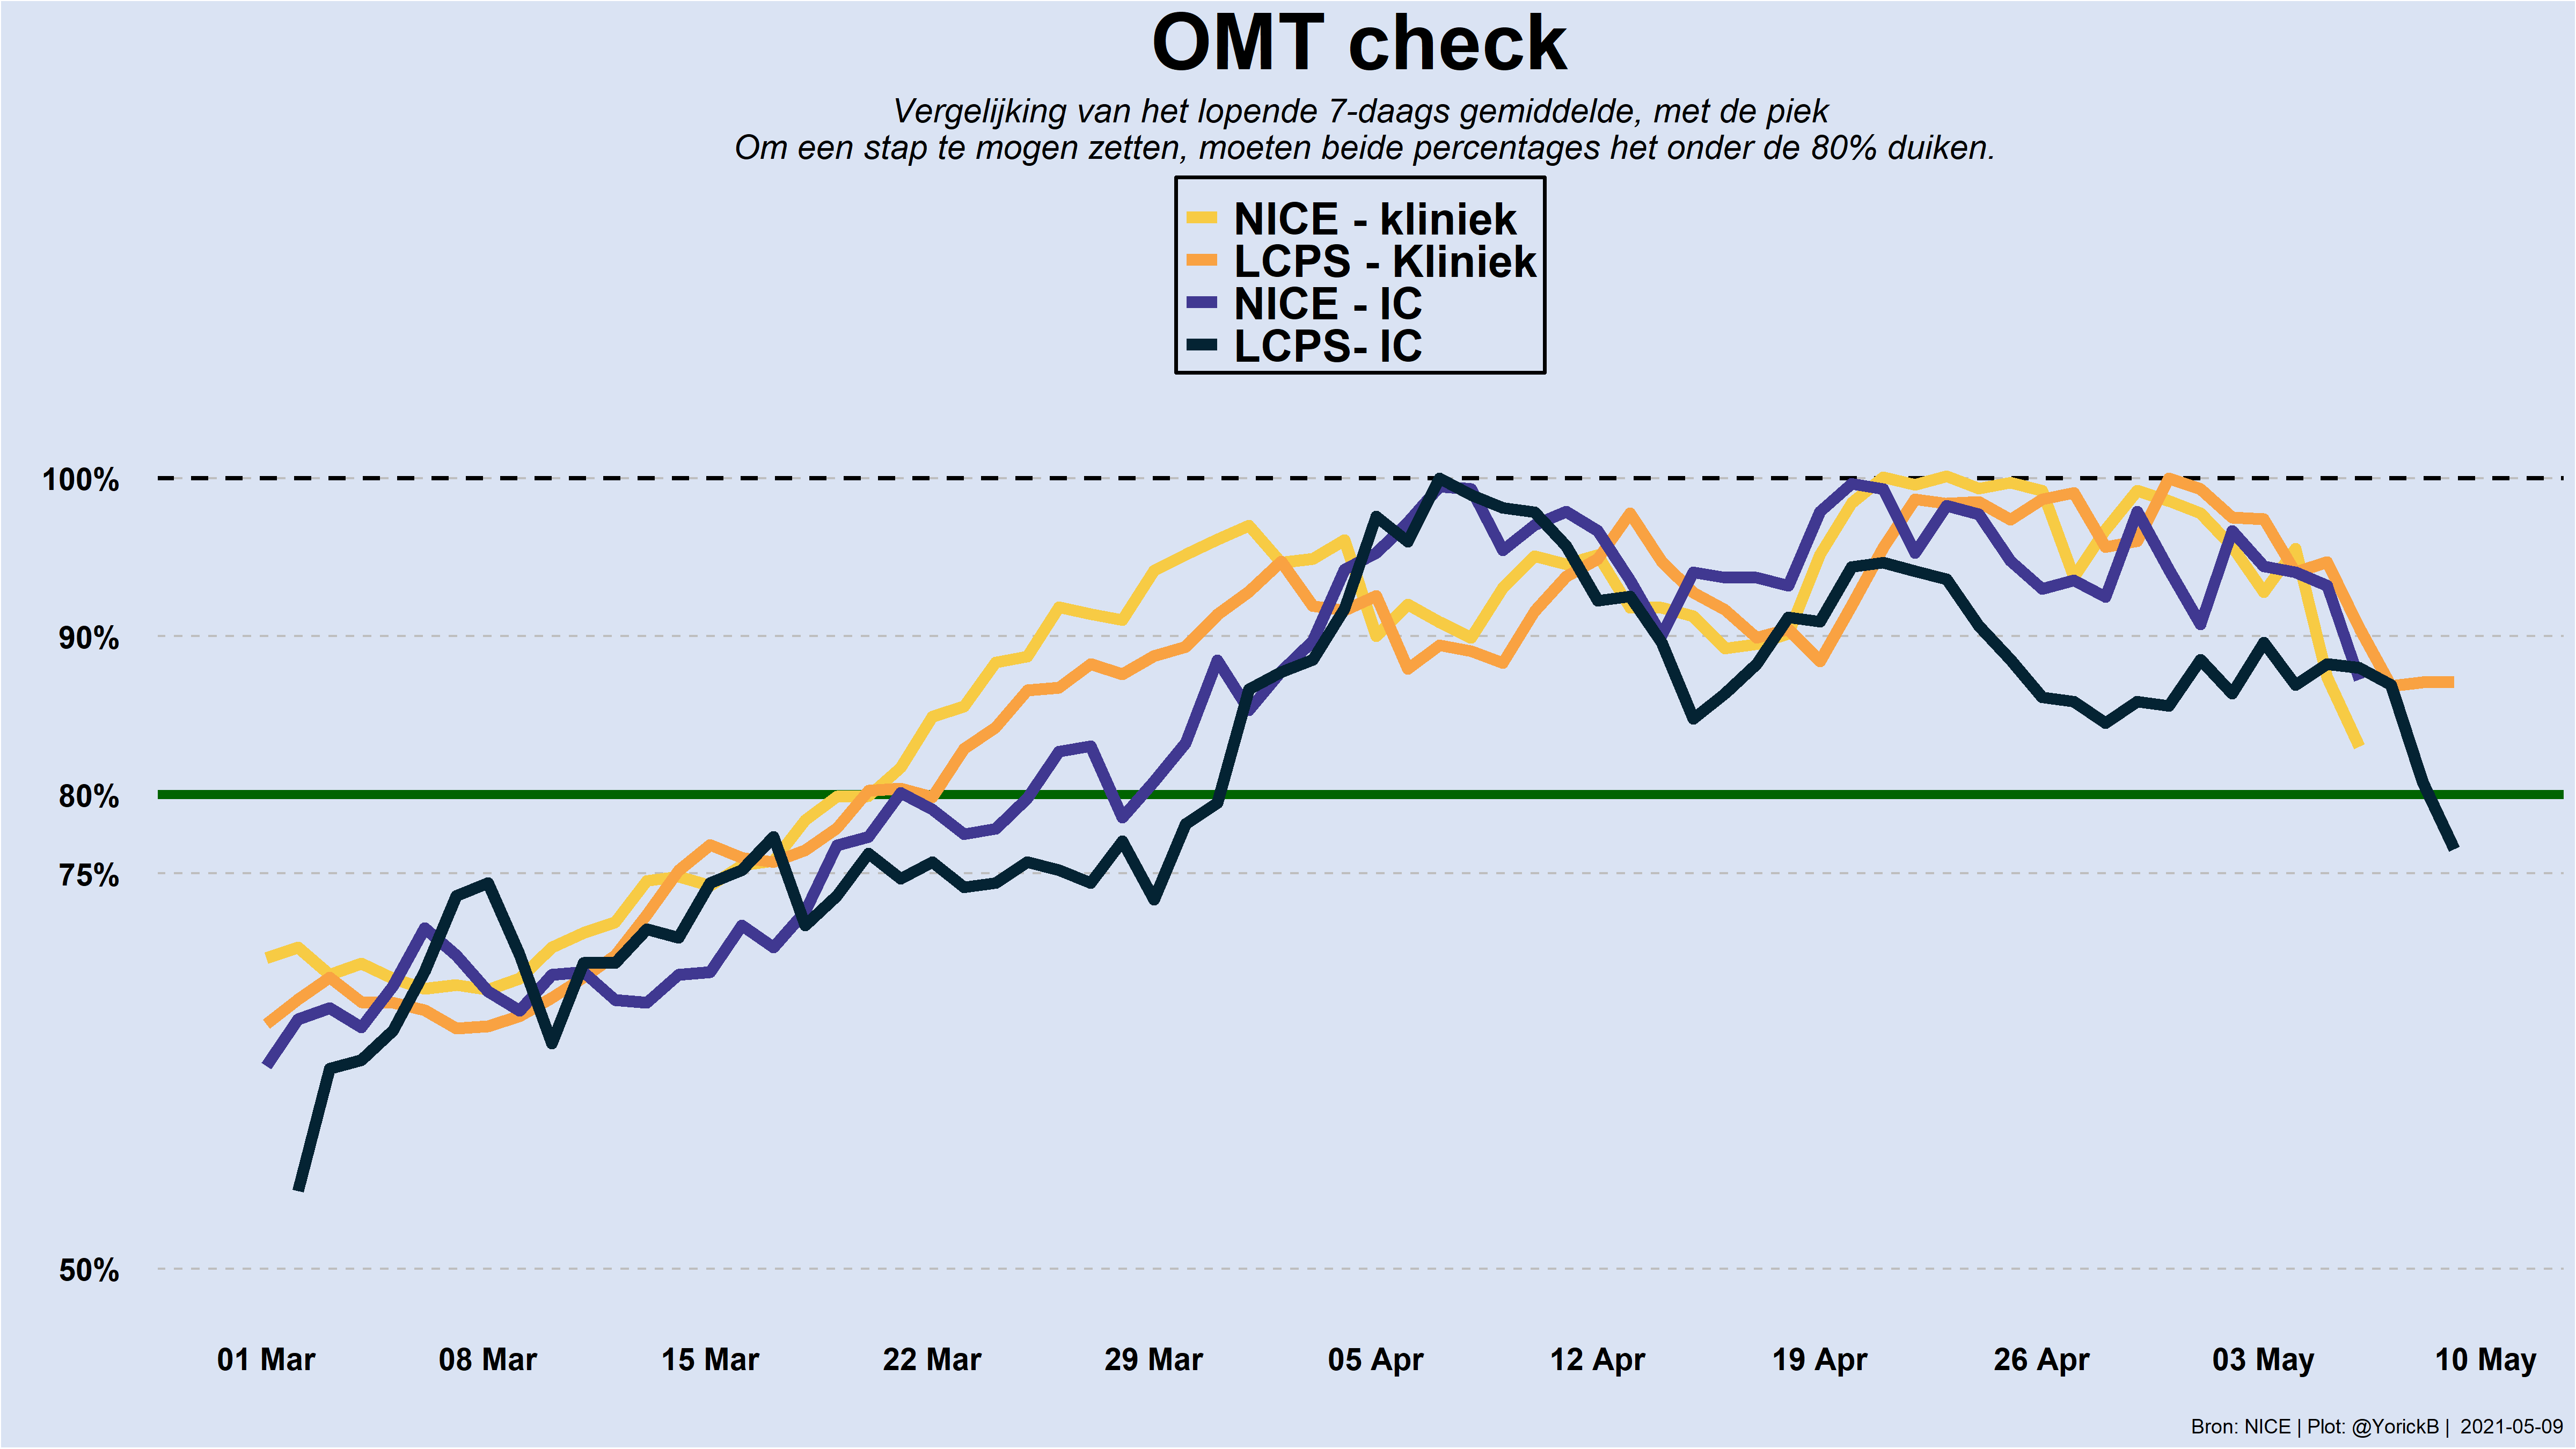 OMT check
Vergelijking van het lopende 7-daags gemiddelde, met de piek
Om een stap te mogen zetten, moeten beide percentages het onder de 80% duiken.
NICE - kliniek
LCPS - Kliniek
NICE - IC
LCPS- IC
100%
90%
80%
75%
50%
01 Mar 08 Mar 15 Mar 22 Mar 29 Mar 05 Apr 12 Apr 19 Apr 26 Apr 03 May 10 May
Bron: NICE | Plot: @YorickB | 2021-05-09